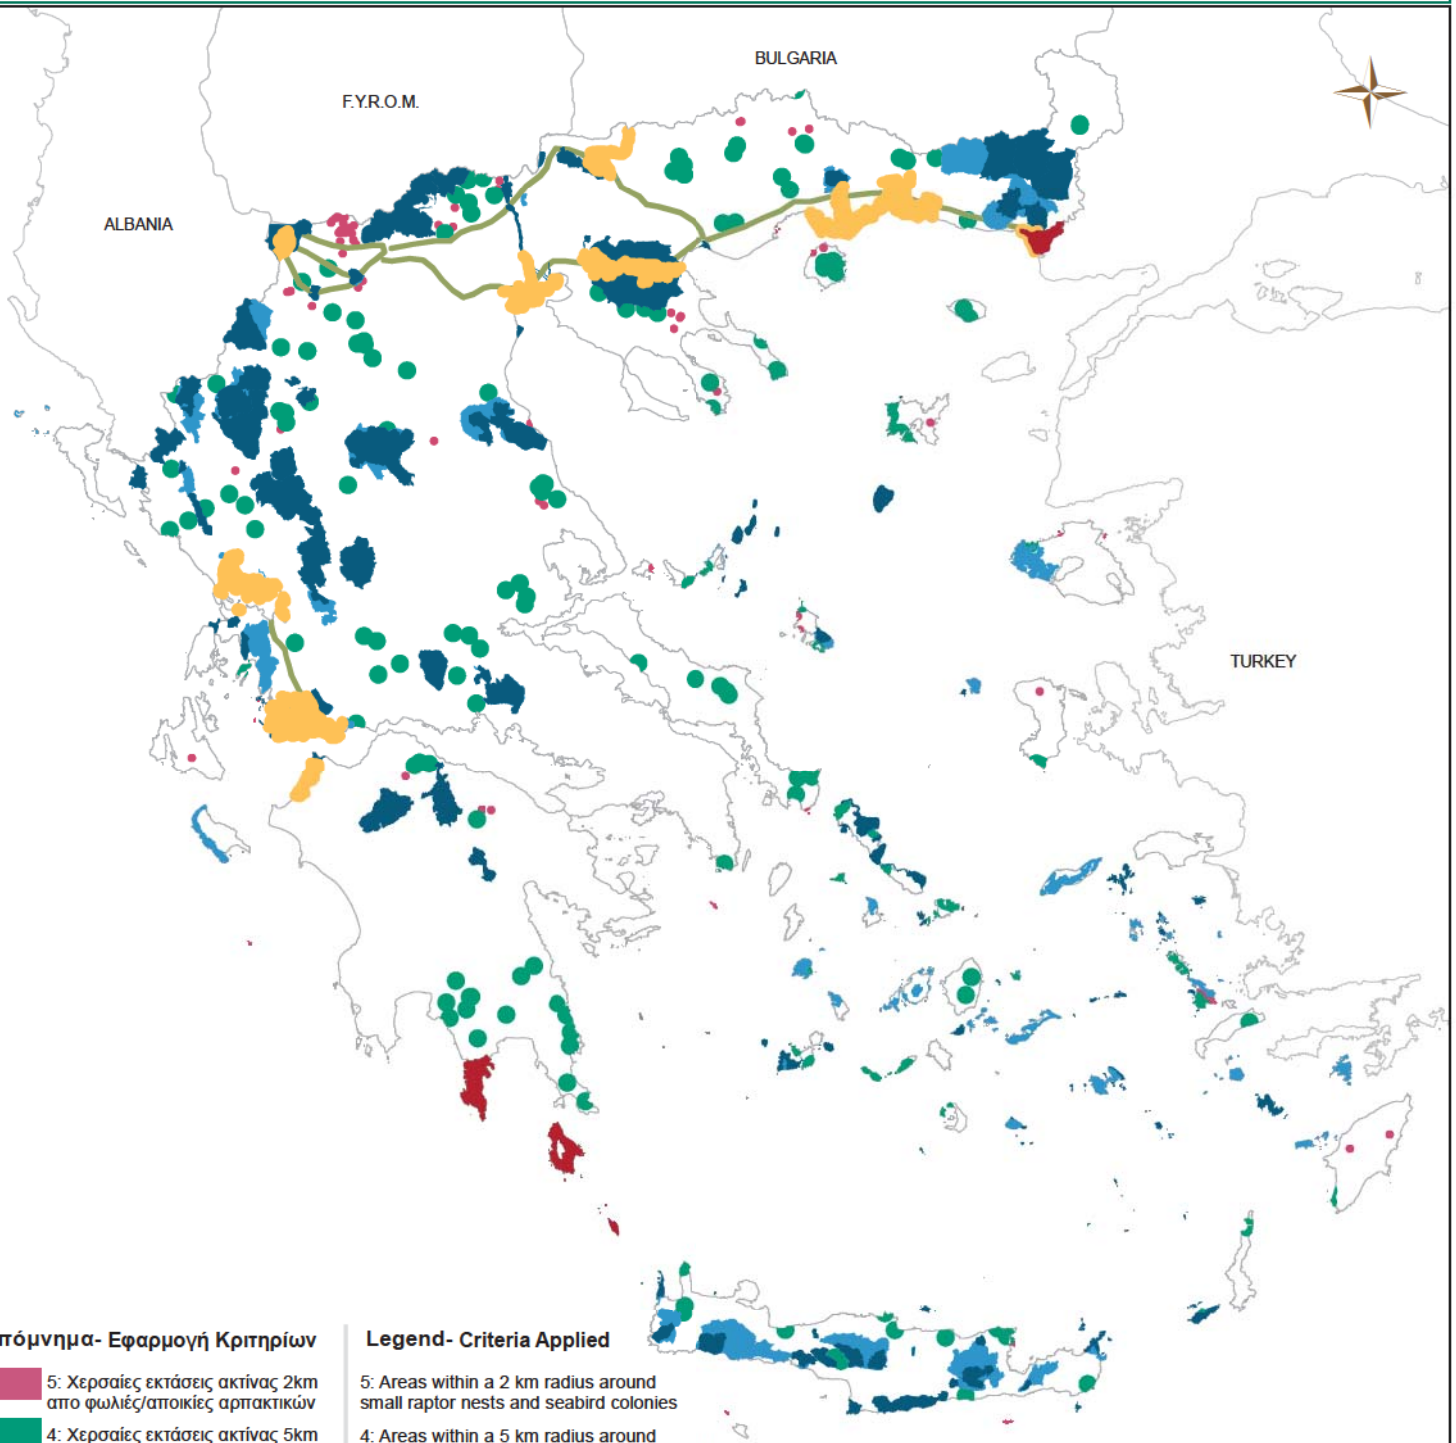 BULGARIA
F.Y.R.O.M.
ALBANIA
TURKEY
πόμνημα- Εφαρμογή Κριτηρίων
5: Χερσαίες εκτάσεις ακτίνας 2km
απο φωλιές/αποικίες αρπακτικών
4: Χερσαίες εκτάσεις ακτίνας 5km
Legend- Criteria Applied
5: Areas within a 2 km radius around
small raptor nests and seabird colonies
4: Areas within a 5 km radius around